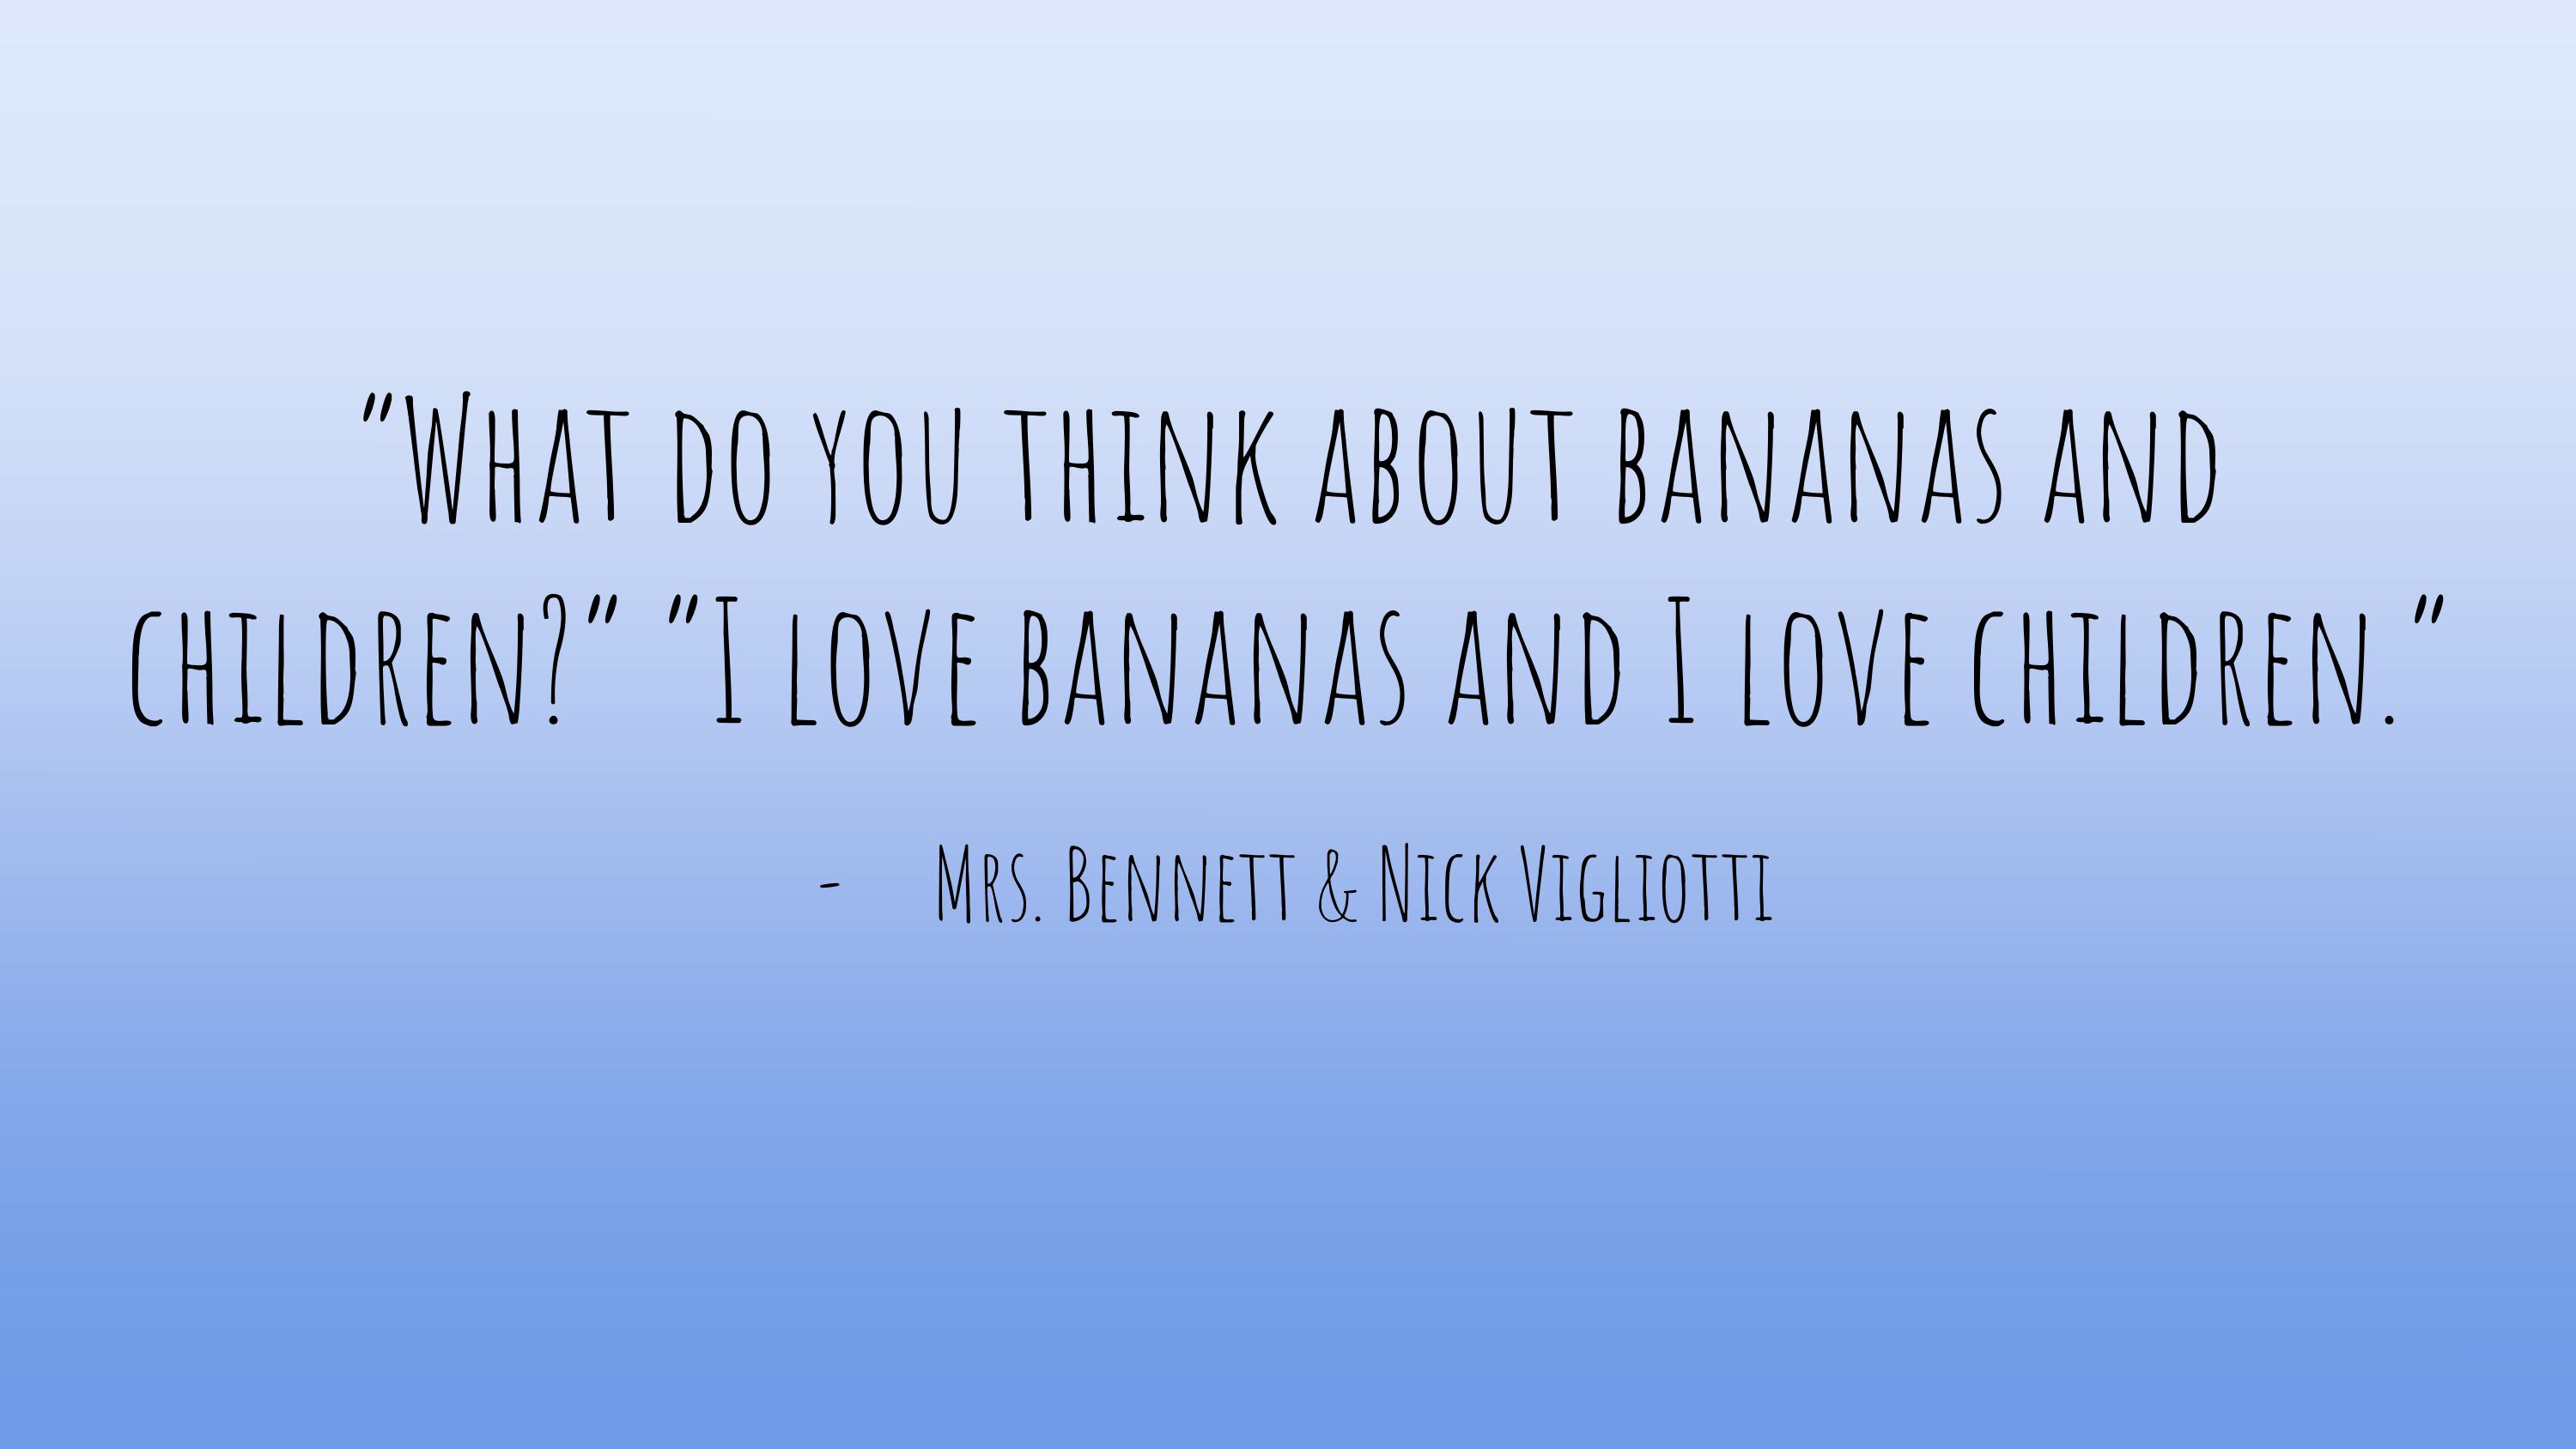 "What do you think about bananas and
children?" "I love bananas and I love children."
- Mrs. Bennett & Nick Vigliotti